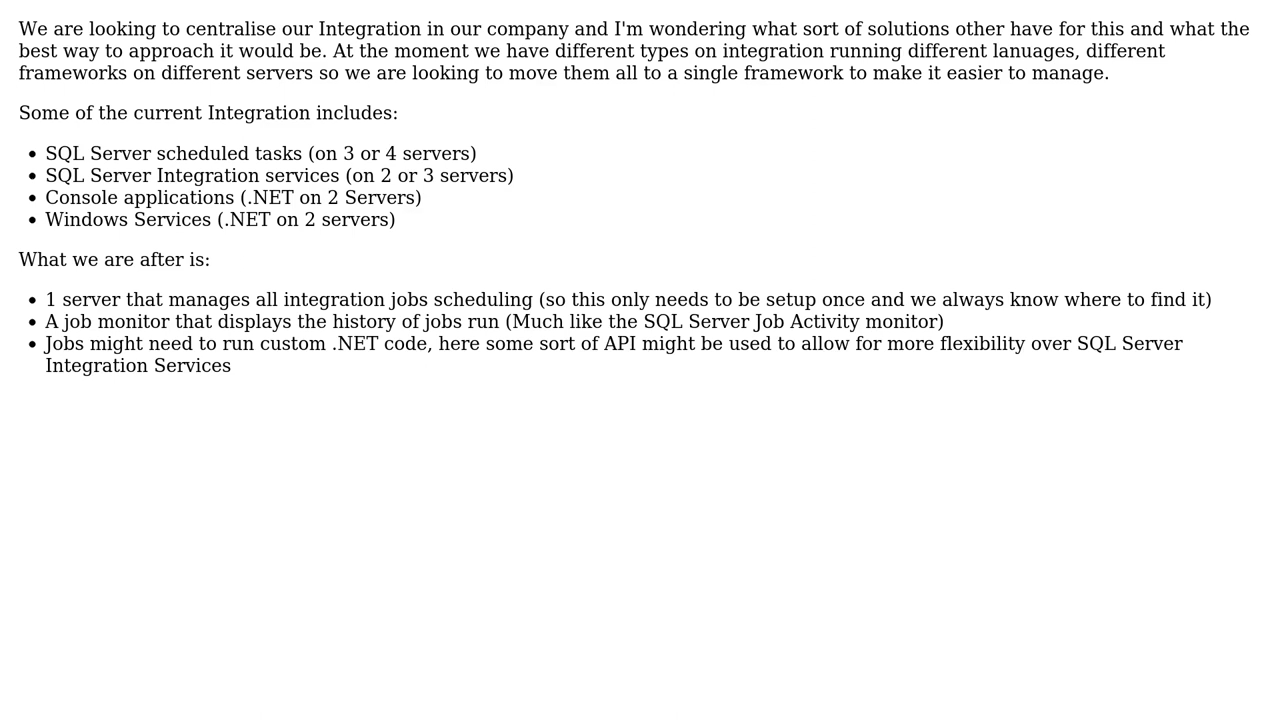 We are looking to centralise our Integration in our company and I'm wondering what sort of solutions other have for this and what the
best way to approach it would be. At the moment we have different types on integration running different lanuages, different
frameworks on different servers so we are looking to move them all to a single framework to make it easier to manage.
Some of the current Integration includes:
• SQL Server scheduled tasks (on 3 or 4 servers)
• SQL Server Integration services (on 2 or 3 servers)
• Console applications (.NET on 2 Servers)
• Windows Services (.NET on 2 servers)
What we are after is:
• 1 server that manages all integration jobs scheduling (so this only needs to be setup once and we always know where to find it)
• A job monitor that displays the history of jobs run (Much like the SQL Server Job Activity monitor)
• Jobs might need to run custom .NET code, here some sort of API might be used to allow for more flexibility over SQL Server
Integration Services